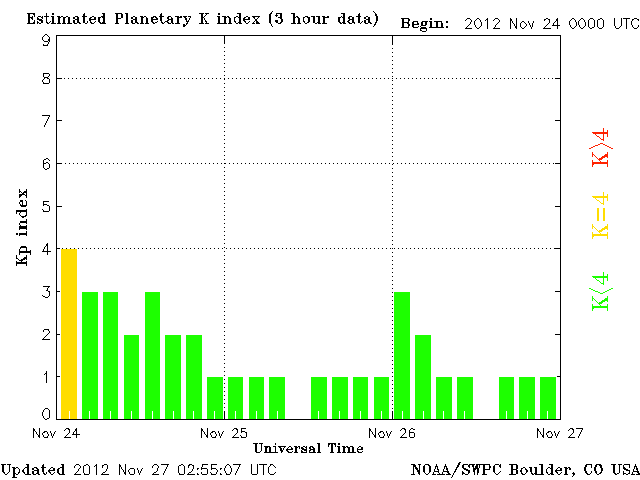 Estimated Planetary K index (3 hour data) Begin: 2012 Nov 24 0000 UTC
9
8
7
6
5
4
3
2
1
0
Kp index
K>4
K=4
K<4
Nov 24 Nov 25 Nov 26 Nov 27
Universal Time
Updated 2012 Nov 27 02:55:07 UTC NOAA/SWPC Boulder, CO USA